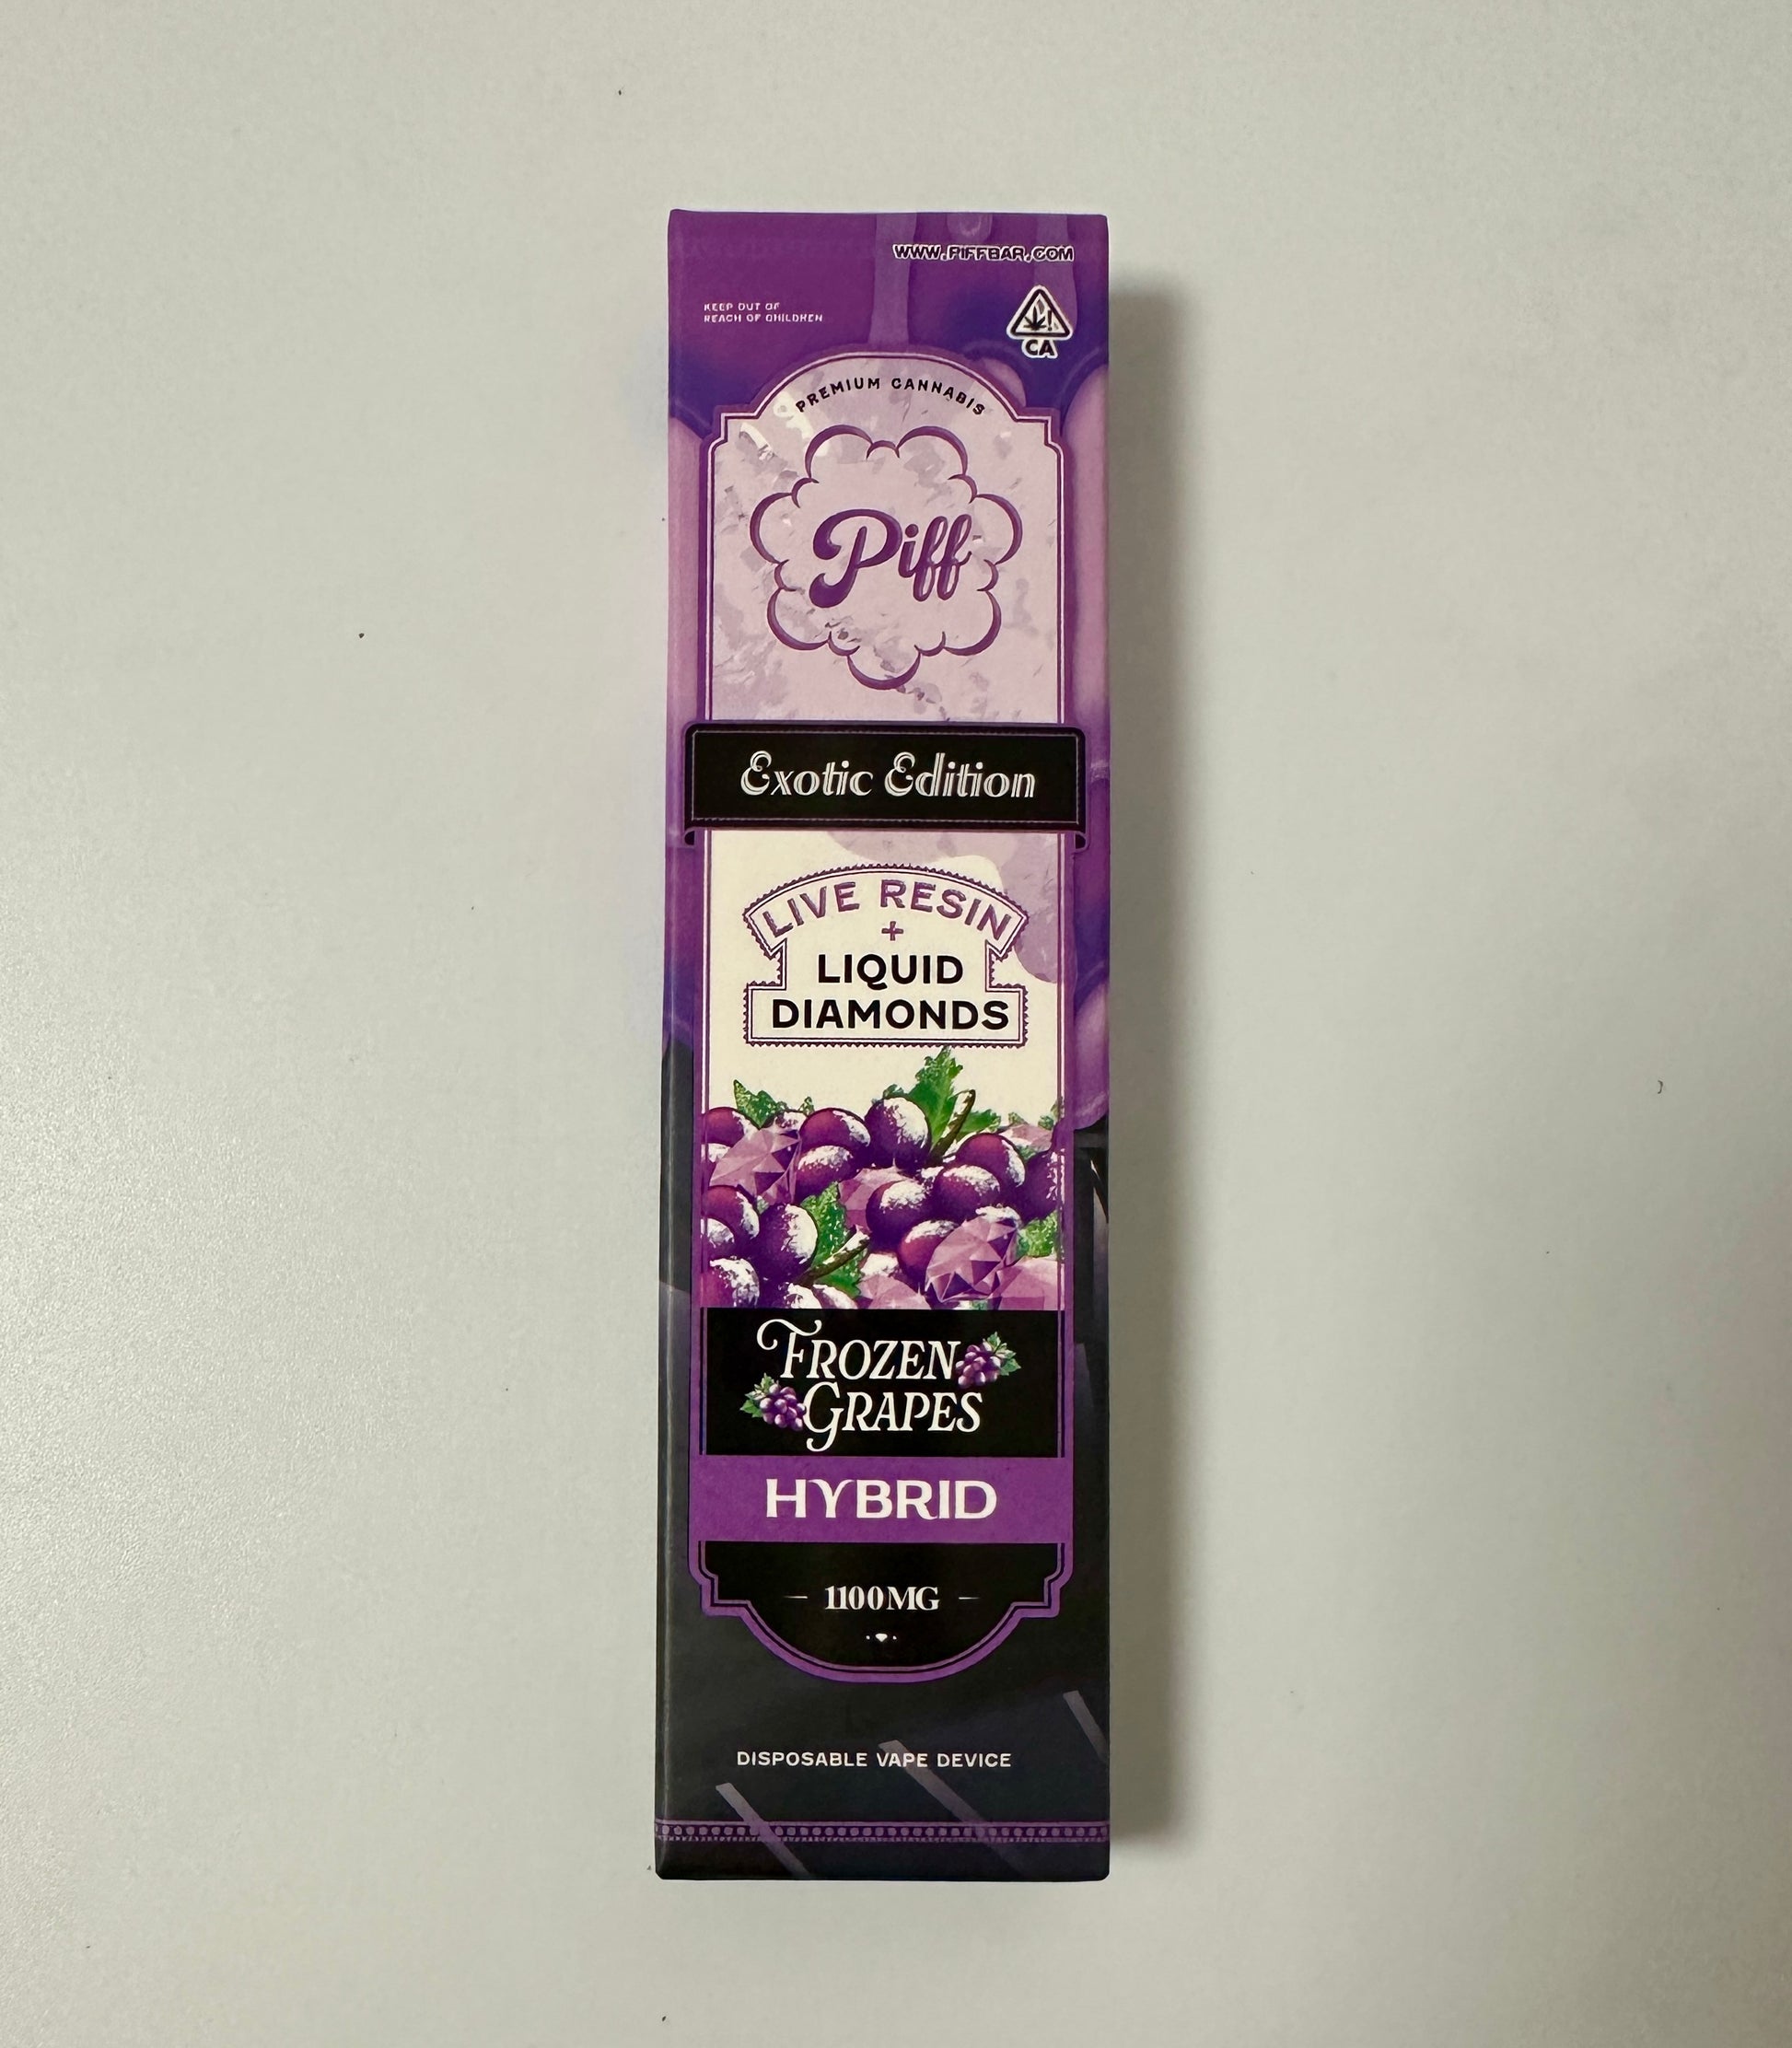 WWW.PIFFBAR.COM
KEEP OUT OF
REACH OF CHILDREN
CA
PREMIUM CANNABIS
Piff
Exotic Edition
LIVE RESIN
+
LIQUID
DIAMONDS
FROZEN
GRAPES
HYBRID
1100MG
DISPOSABLE VAPE DEVICE